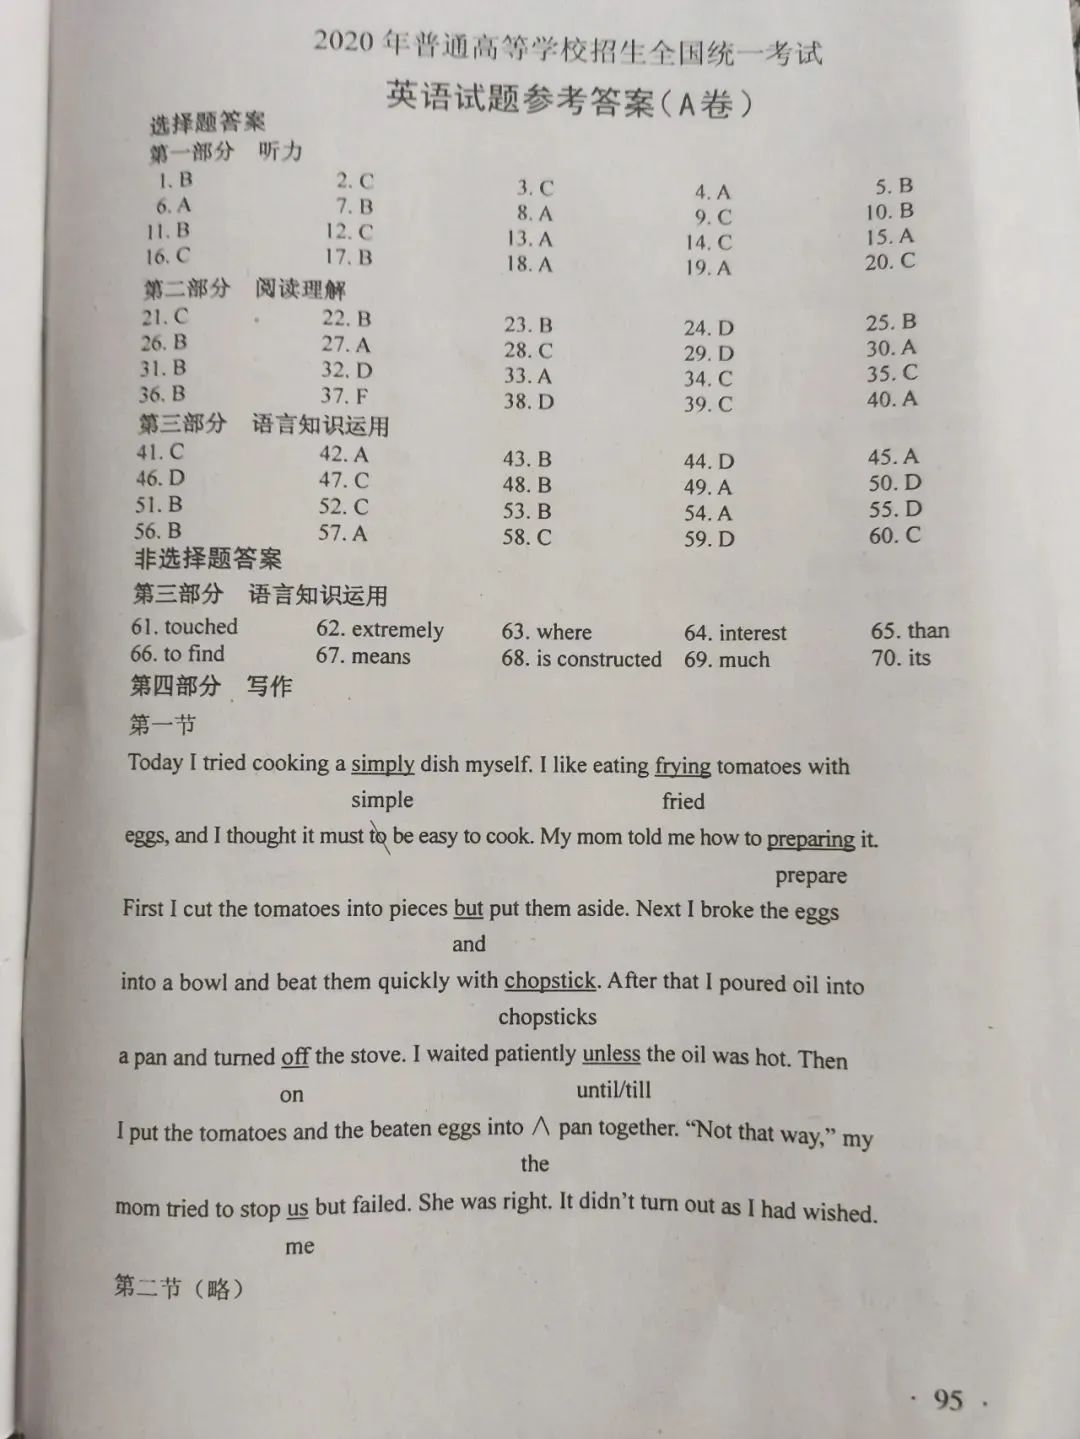 2020 年普通高等学校招生全国统一考试
英语试题参考答案(A卷)
选择题答案
第一部分 听力
1. B 2. C 3. C 4. A 5. B
6. A 7. B 8. A 9. C 10. B
11. B 12. C 13. A 14. C 15. A
16. C 17. B 18. A 19. A 20. C
第二部分 阅读理解
21. C 22. B 23. B 24. D 25. B
26. B 27. A 28. C 29. D 30. A
31. B 32. D 33. A 34. C 35. C
36. B 37. F 38. D 39. C 40. A
第三部分 语言知识运用
41. C 42. A 43. B 44. D 45. A
46. D 47. C 48. B 49. A 50. D
51. B 52. C 53. B 54. A 55. D
56. B 57. A 58. C 59. D 60. C
非选择题答案
第三部分 语言知识运用
61. touched 62. extremely 63. where 64. interest 65. than
66. to find 67. means 68. is constructed 69. much 70. its
第四部分 写作
第一节
Today I tried cooking a simply dish myself. I like eating frying tomatoes with
simple fried
eggs, and I thought it must to be easy to cook. My mom told me how to preparing it.
prepare
First I cut the tomatoes into pieces but put them aside. Next I broke the eggs
and
into a bowl and beat them quickly with chopstick. After that I poured oil into
chopsticks
a pan and turned off the stove. I waited patiently unless the oil was hot. Then
on until/till
I put the tomatoes and the beaten eggs into ∧ pan together. “Not that way,” my
the
mom tried to stop us but failed. She was right. It didn’t turn out as I had wished.
me
第二节(略)
· 95 ·